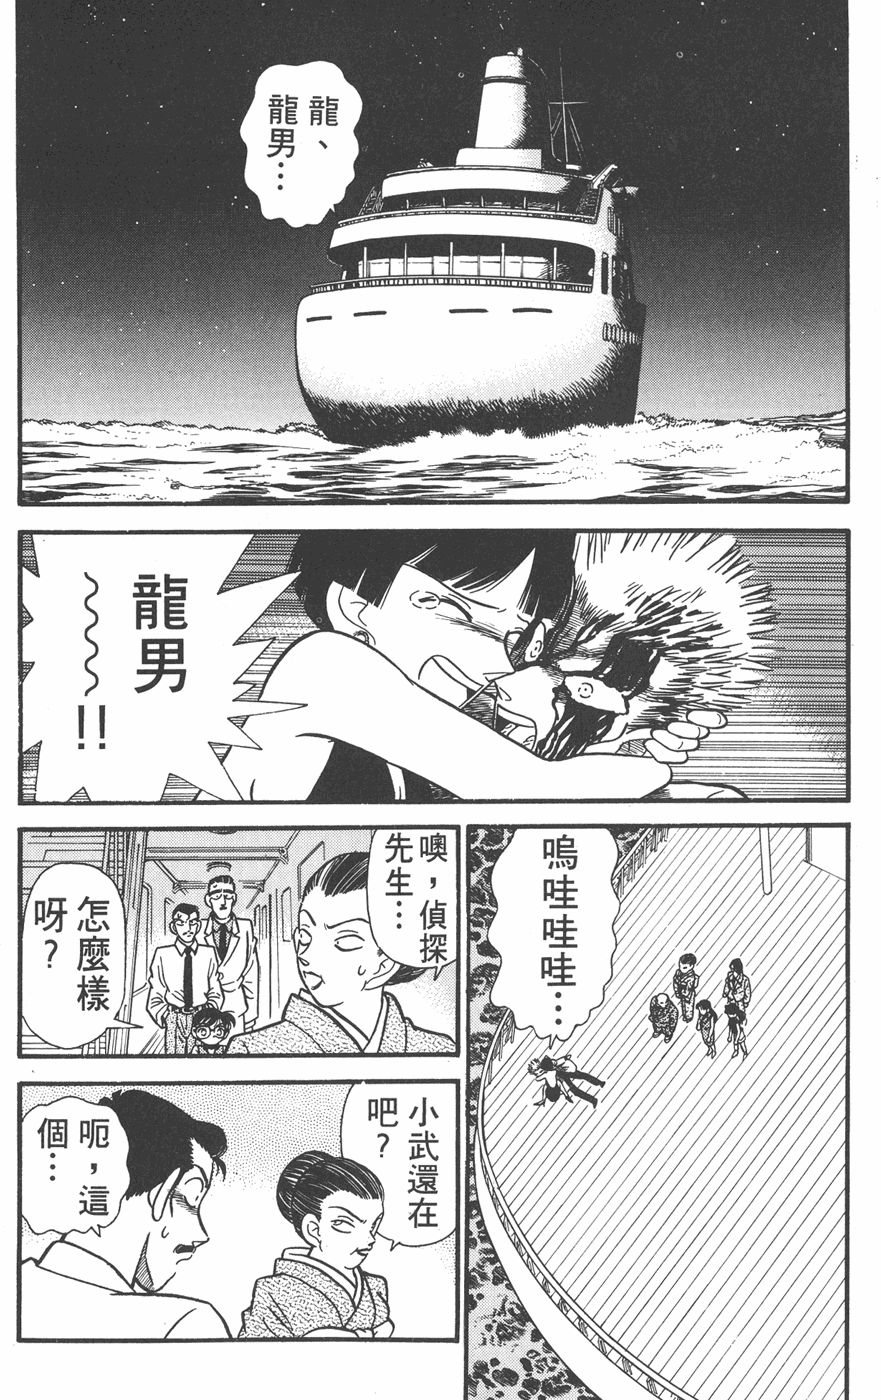 龍、
龍男…
龍男
～～!!
嗚哇哇哇…
噢，偵探
先生…
怎麼樣
呀？
小武還在
吧？
呃，這
個…